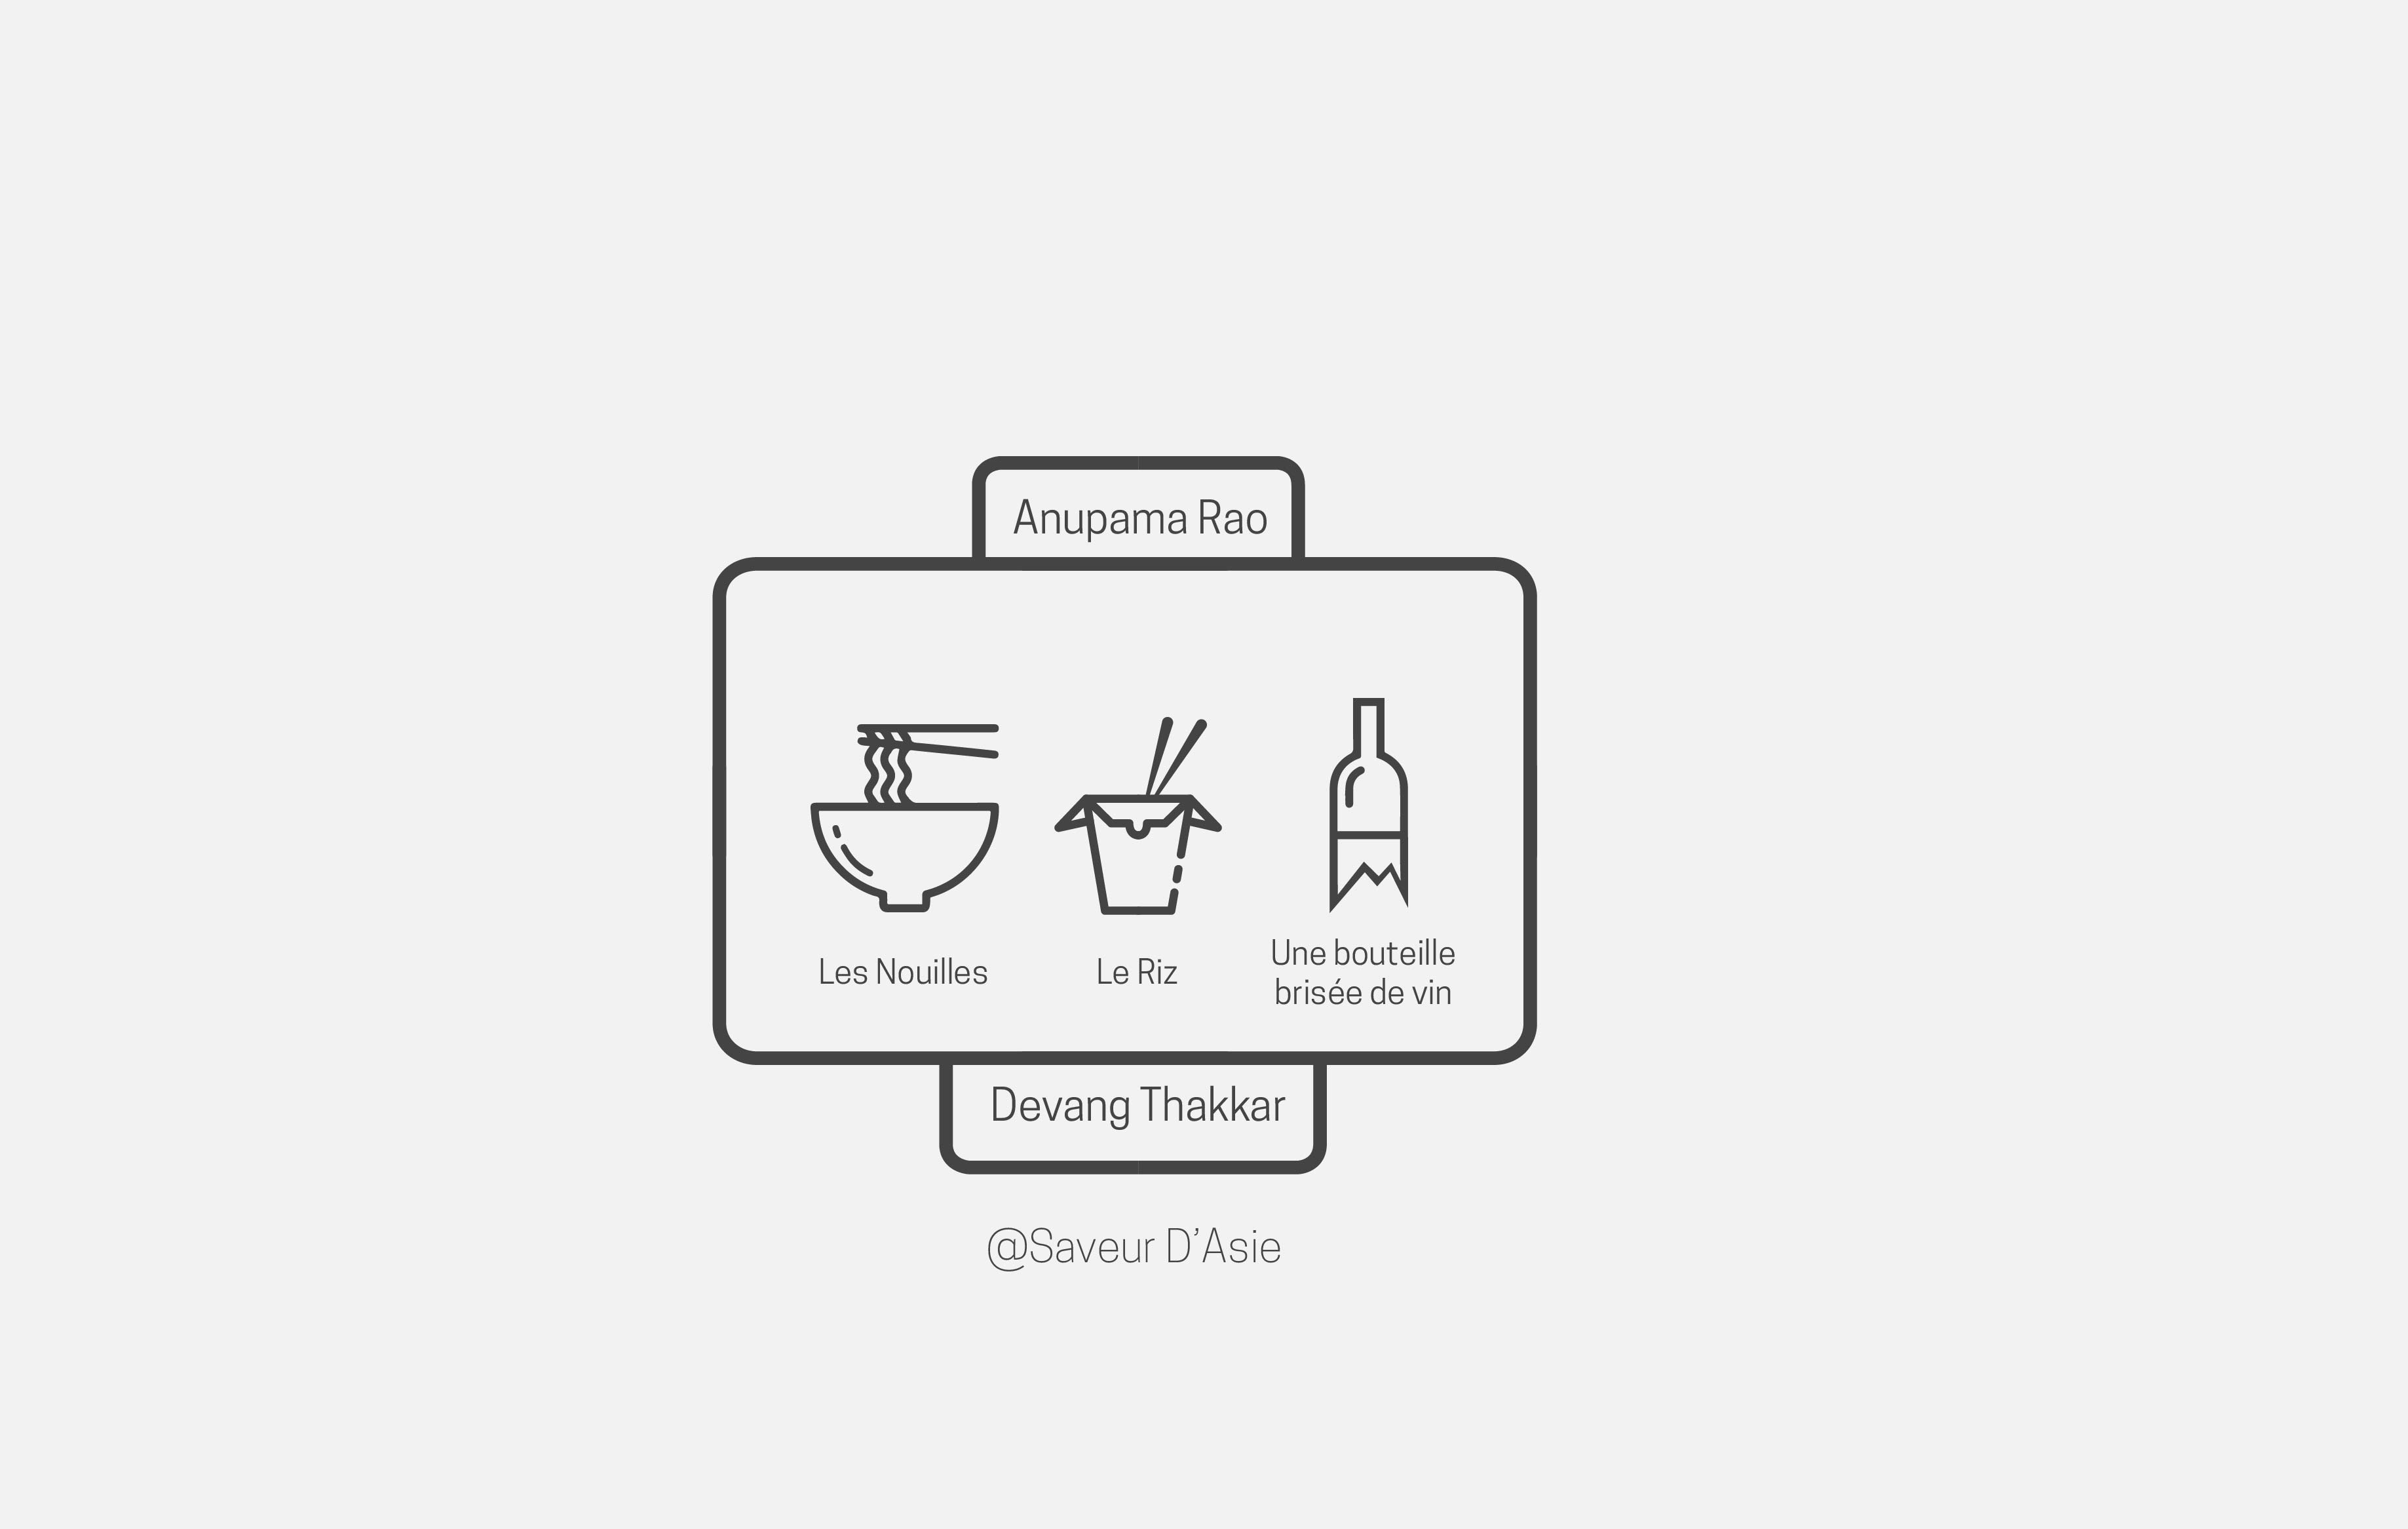 Anupama Rao
Les Nouilles
Le Riz
Une bouteille
brisée de vin
Devang Thakkar
@Saveur D’Asie